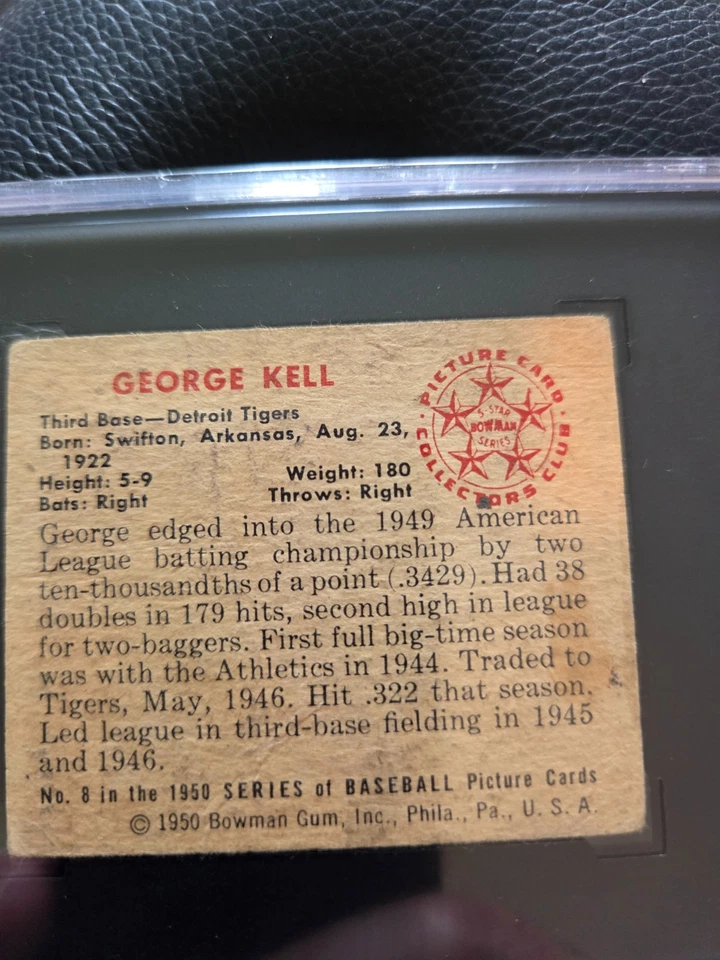 GEORGE KELL
Third Base—Detroit Tigers
Born: Swifton, Arkansas, Aug. 23,
1922
Height: 5-9 Weight: 180
Bats: Right Throws: Right
PICTURE CARD
COLLECTORS CLUB
5-STAR
BOWMAN
SERIES
George edged into the 1949 American
League batting championship by two
ten-thousandths of a point (.3429). Had 38
doubles in 179 hits, second high in league
for two-baggers. First full big-time season
was with the Athletics in 1944. Traded to
Tigers, May, 1946. Hit .322 that season.
Led league in third-base fielding in 1945
and 1946.
No. 8 in the 1950 SERIES of BASEBALL Picture Cards
© 1950 Bowman Gum, Inc., Phila., Pa., U. S. A.